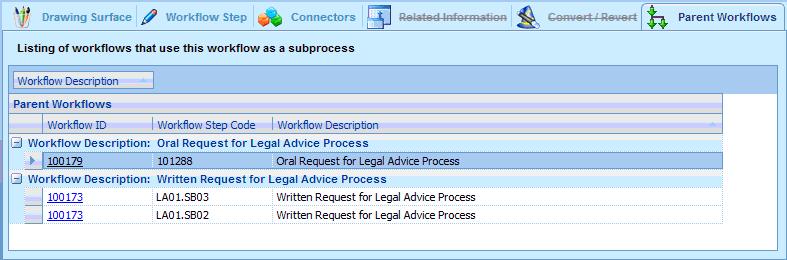 Drawing Surface Workflow Step Connectors Related Information Convert / Revert Parent Workflows
Listing of workflows that use this workflow as a subprocess
Workflow Description
Parent Workflows
Workflow ID Workflow Step Code Workflow Description
Workflow Description: Oral Request for Legal Advice Process
100179 101288 Oral Request for Legal Advice Process
Workflow Description: Written Request for Legal Advice Process
100173 LA01.SB03 Written Request for Legal Advice Process
100173 LA01.SB02 Written Request for Legal Advice Process